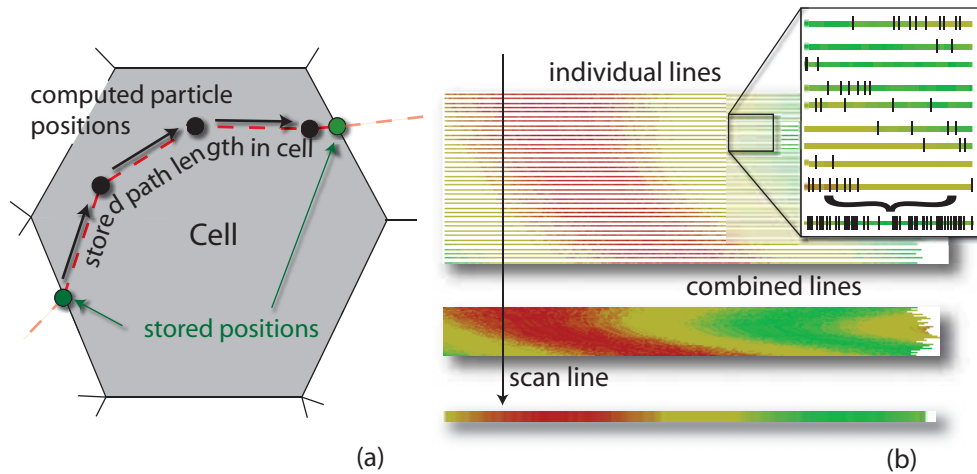 computed particle
positions
stored path length in cell
Cell
stored positions
(a)
individual lines
combined lines
scan line
(b)